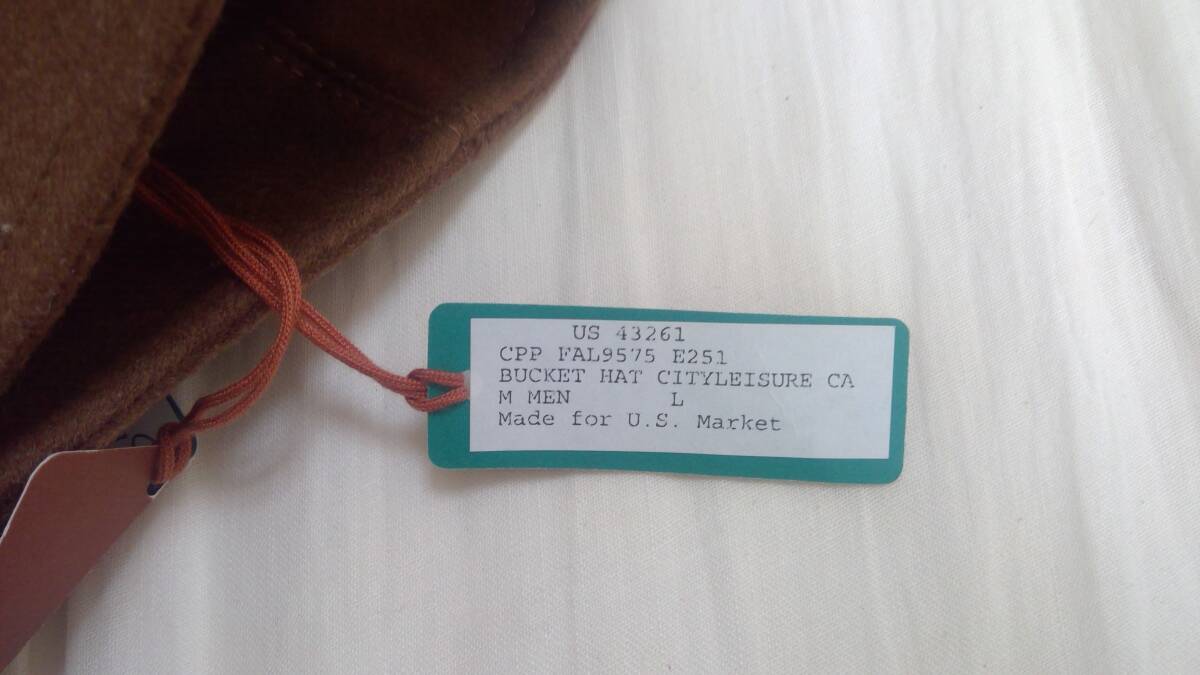 US 43261
CPP FAL9575 E251
BUCKET HAT CITYLEISURE CA
M MEN L
Made for U.S. Market